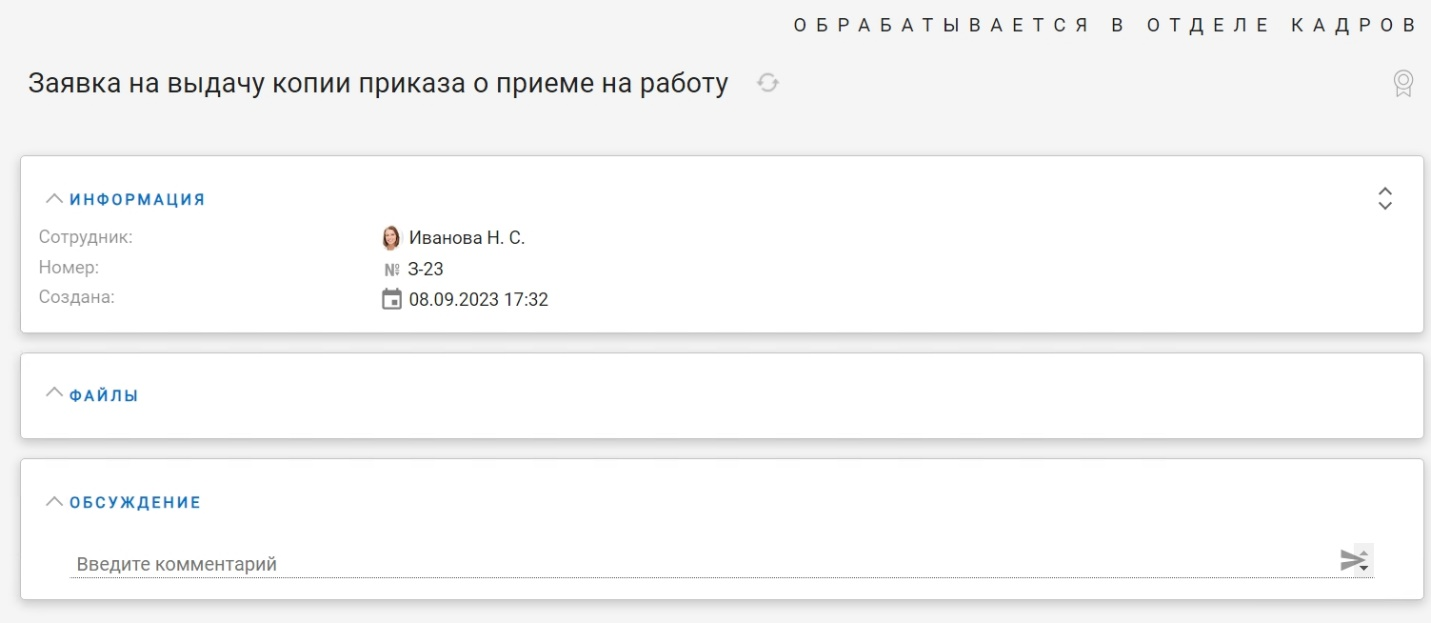 ОБРАБАТЫВАЕТСЯ В ОТДЕЛЕ КАДРОВ
Заявка на выдачу копии приказа о приеме на работу
ИНФОРМАЦИЯ
Сотрудник: Иванова Н. С.
Номер: № З-23
Создана: 08.09.2023 17:32
ФАЙЛЫ
ОБСУЖДЕНИЕ
Введите комментарий